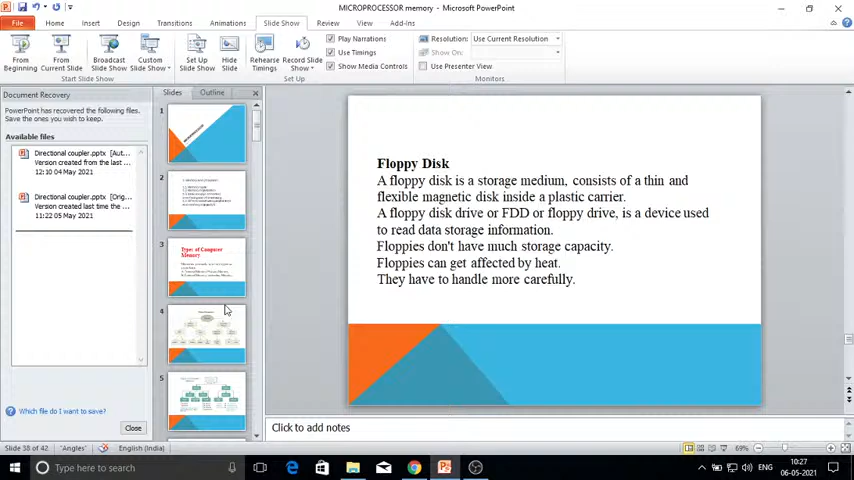 MICROPROCESSOR memory - Microsoft PowerPoint
File Home Insert Design Transitions Animations Slide Show Review View Add-Ins
From Beginning
From Current Slide
Broadcast Slide Show
Custom Slide Show
Set Up Slide Show
Hide Slide
Rehearse Timings
Record Slide Show
Play Narrations
Use Timings
Show Media Controls
Resolution: Use Current Resolution
Show On:
Use Presenter View
Start Slide Show
Set Up
Monitors
Document Recovery
PowerPoint has recovered the following files.
Save the ones you wish to keep.
Available files
Directional coupler.pptx [Aut...
Version created from the last ...
12:10 04 May 2021
Directional coupler.pptx [Orig...
Version created last time the ...
11:22 05 May 2021
Which file do I want to save?
Close
Slides Outline
1
2
3
Types of Computer
Memory
4
5
Floppy Disk
A floppy disk is a storage medium, consists of a thin and
flexible magnetic disk inside a plastic carrier.
A floppy disk drive or FDD or floppy drive, is a device used
to read data storage information.
Floppies don't have much storage capacity.
Floppies can get affected by heat.
They have to handle more carefully.
Click to add notes
Slide 38 of 42 "Angles" English (India) 69%
Type here to search
ENG
10:27
06-05-2021